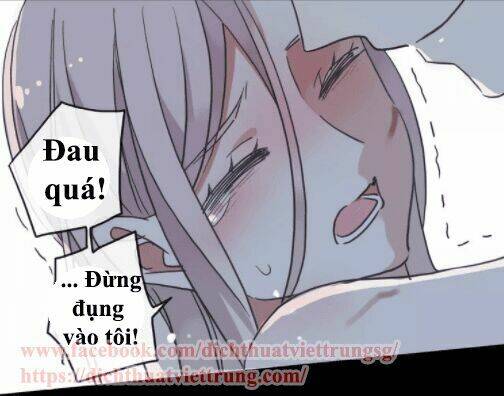 Đau
quá!
... Đừng
đụng
vào tôi!
www.facebook.com/dichthuatviettrungsg/
https://dichthuatviettrung.com/